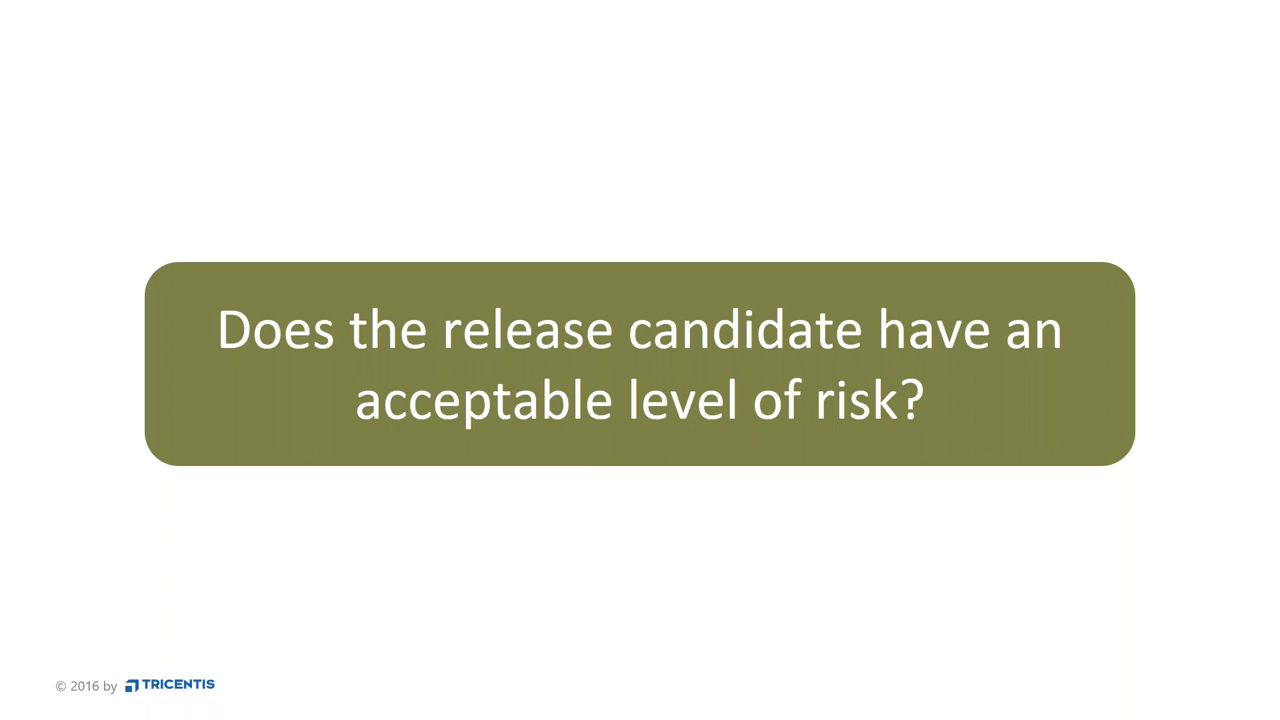 Does the release candidate have an
acceptable level of risk?
© 2016 by TRICENTIS